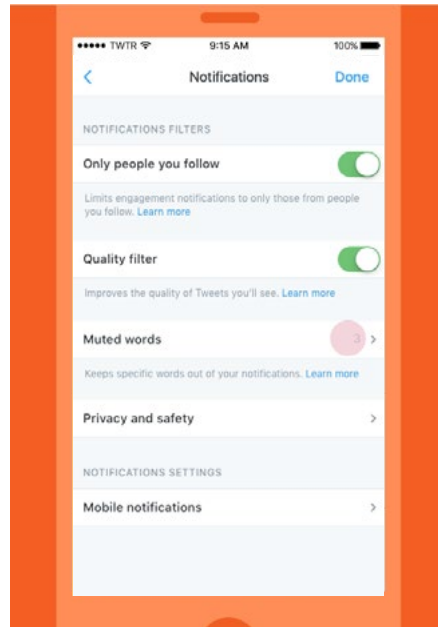 TWTR 9:15 AM 100%
Notifications Done
NOTIFICATIONS FILTERS
Only people you follow
Limits engagement notifications to only those from people
you follow. Learn more
Quality filter
Improves the quality of Tweets you'll see. Learn more
Muted words 3
Keeps specific words out of your notifications. Learn more
Privacy and safety
NOTIFICATIONS SETTINGS
Mobile notifications